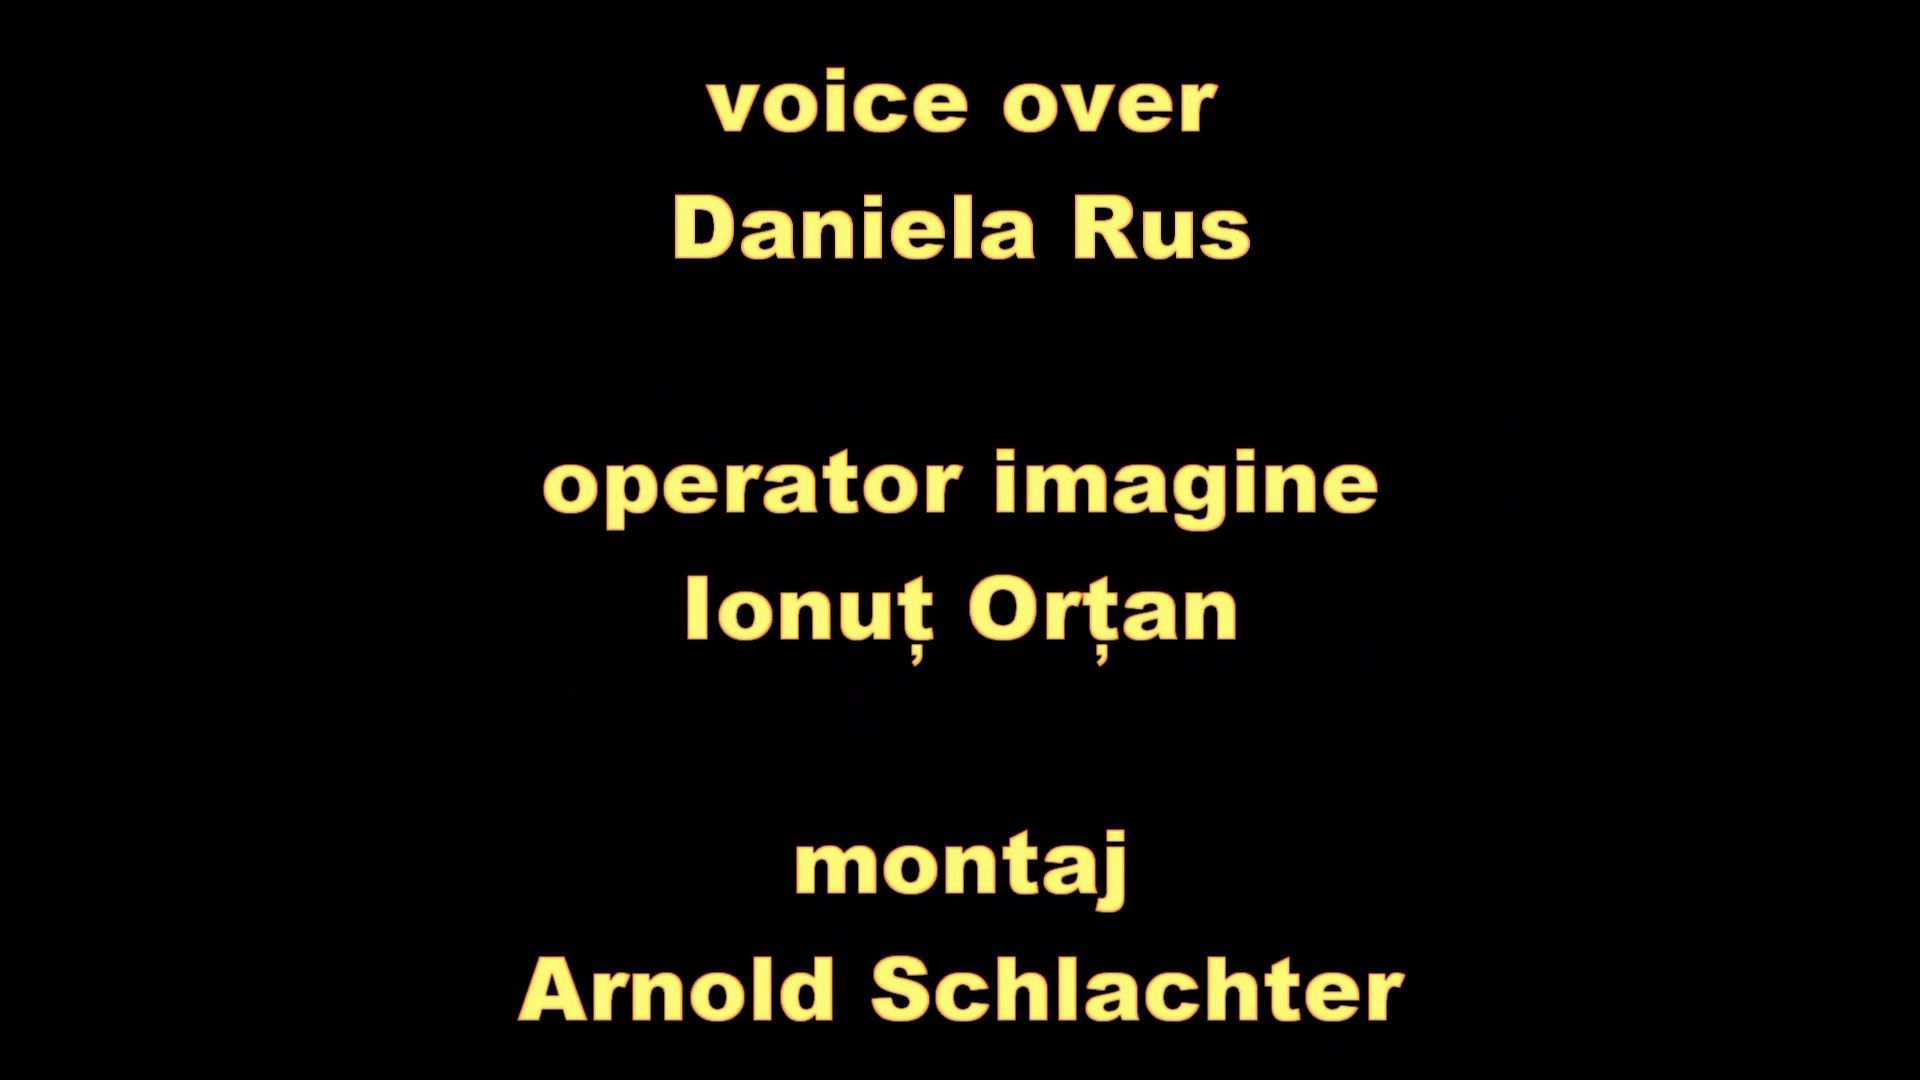 voice over
Daniela Rus
operator imagine
Ionuț Orțan
montaj
Arnold Schlachter